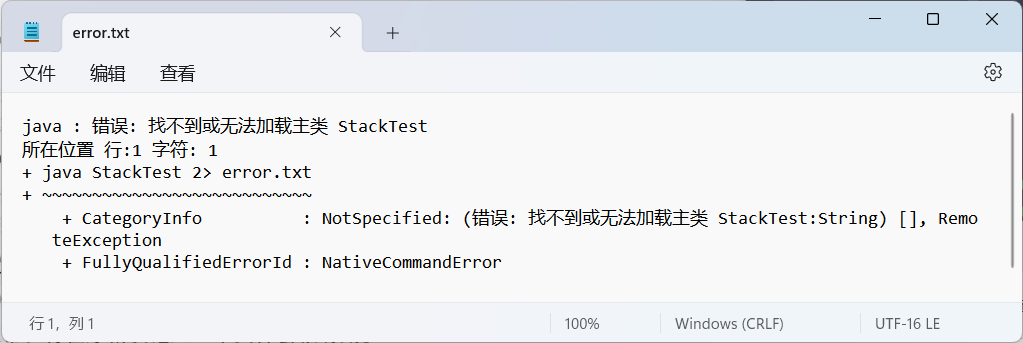 error.txt
文件 编辑 查看
java : 错误: 找不到或无法加载主类 StackTest
所在位置 行:1 字符: 1
+ java StackTest 2> error.txt
+ ~~~~~~~~~~~~~~~~~~~~~~~~~~~
    + CategoryInfo          : NotSpecified: (错误: 找不到或无法加载主类 StackTest:String) [], Remo
   teException
    + FullyQualifiedErrorId : NativeCommandError
行 1, 列 1 100% Windows (CRLF) UTF-16 LE